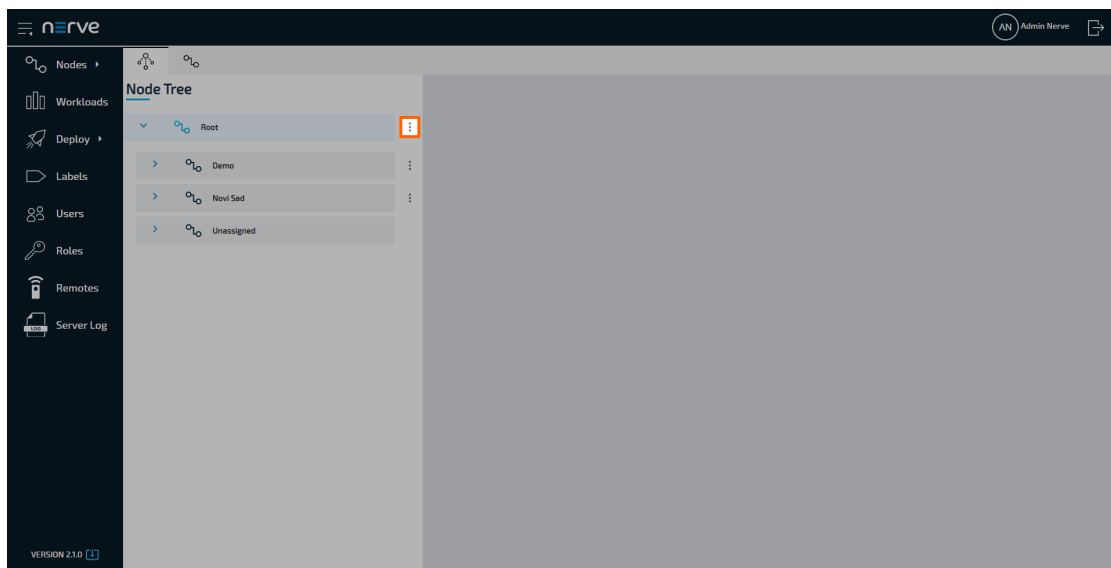 nerve
AN Admin Nerve
Nodes
Workloads
Deploy
Labels
Users
Roles
Remotes
LOG Server Log
VERSION 2.1.0
Node Tree
Root
Demo
Novi Sad
Unassigned